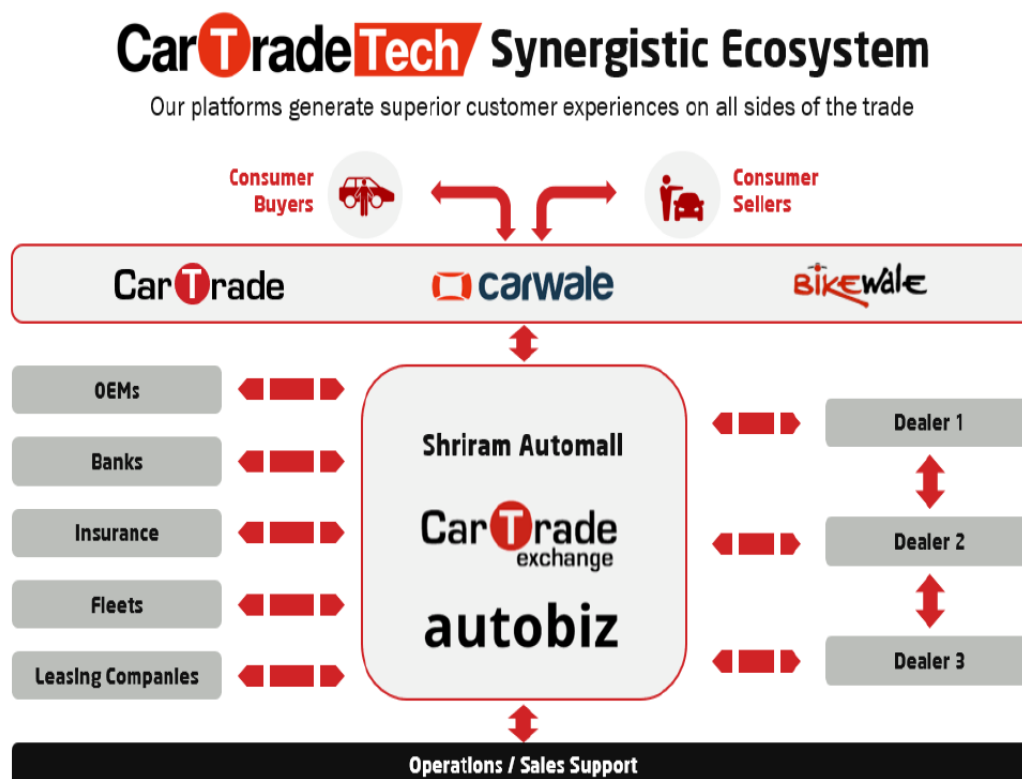 CarTradeTech Synergistic Ecosystem
Our platforms generate superior customer experiences on all sides of the trade
Consumer
Buyers
Consumer
Sellers
CarTrade
carwale
BikeWale
OEMs
Banks
Insurance
Fleets
Leasing Companies
Shriram Automall
CarTrade
exchange
autobiz
Dealer 1
Dealer 2
Dealer 3
Operations / Sales Support